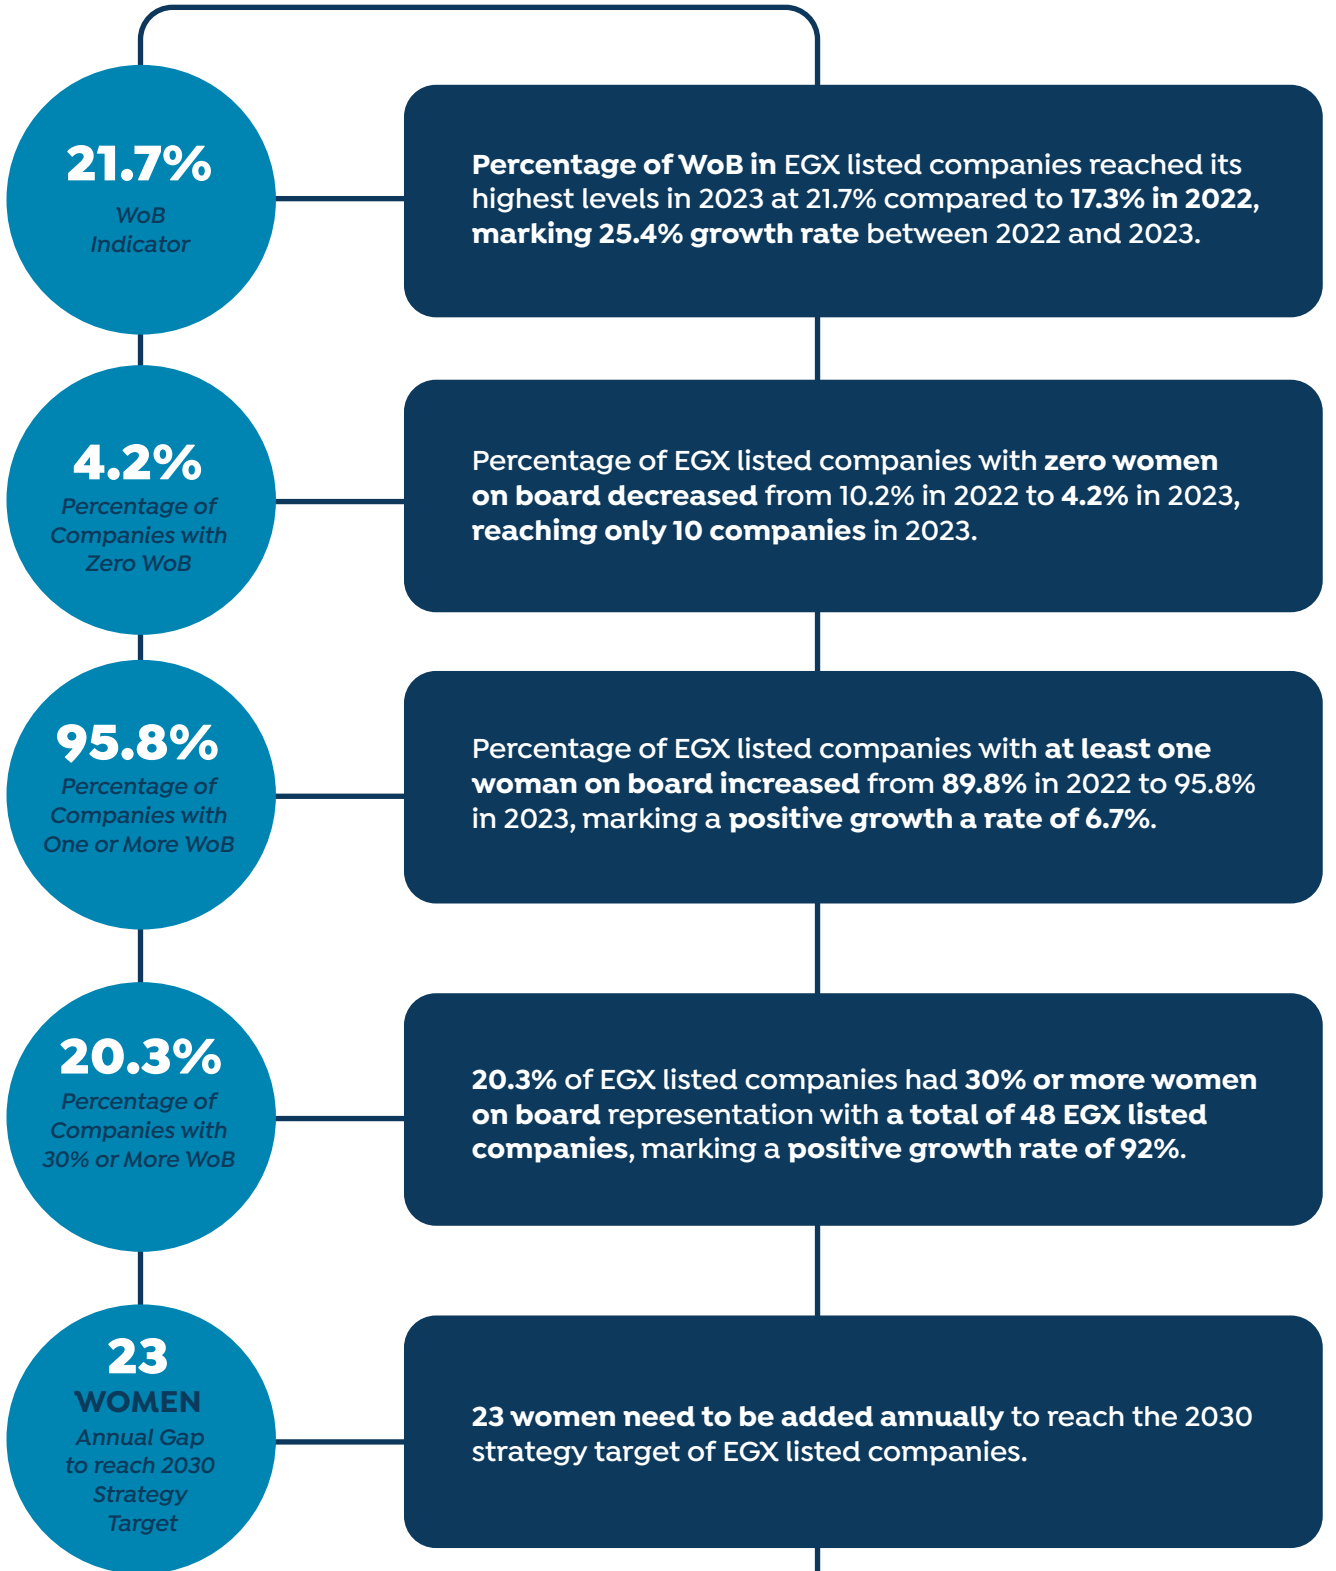 21.7%
WoB
Indicator
Percentage of WoB in EGX listed companies reached its
highest levels in 2023 at 21.7% compared to 17.3% in 2022,
marking 25.4% growth rate between 2022 and 2023.
4.2%
Percentage of
Companies with
Zero WoB
Percentage of EGX listed companies with zero women
on board decreased from 10.2% in 2022 to 4.2% in 2023,
reaching only 10 companies in 2023.
95.8%
Percentage of
Companies with
One or More WoB
Percentage of EGX listed companies with at least one
woman on board increased from 89.8% in 2022 to 95.8%
in 2023, marking a positive growth a rate of 6.7%.
20.3%
Percentage of
Companies with
30% or More WoB
20.3% of EGX listed companies had 30% or more women
on board representation with a total of 48 EGX listed
companies, marking a positive growth rate of 92%.
23
WOMEN
Annual Gap
to reach 2030
Strategy
Target
23 women need to be added annually to reach the 2030
strategy target of EGX listed companies.